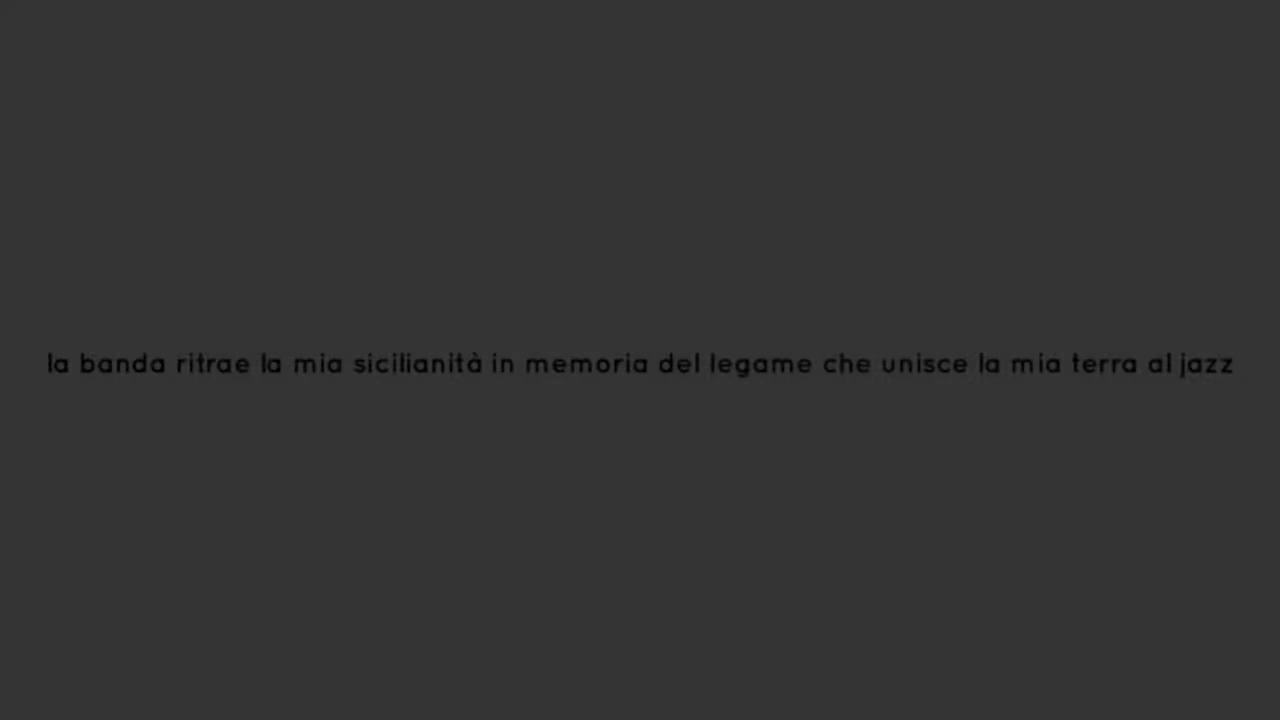 la banda ritrae la mia sicilianità in memoria del legame che unisce la mia terra al jazz